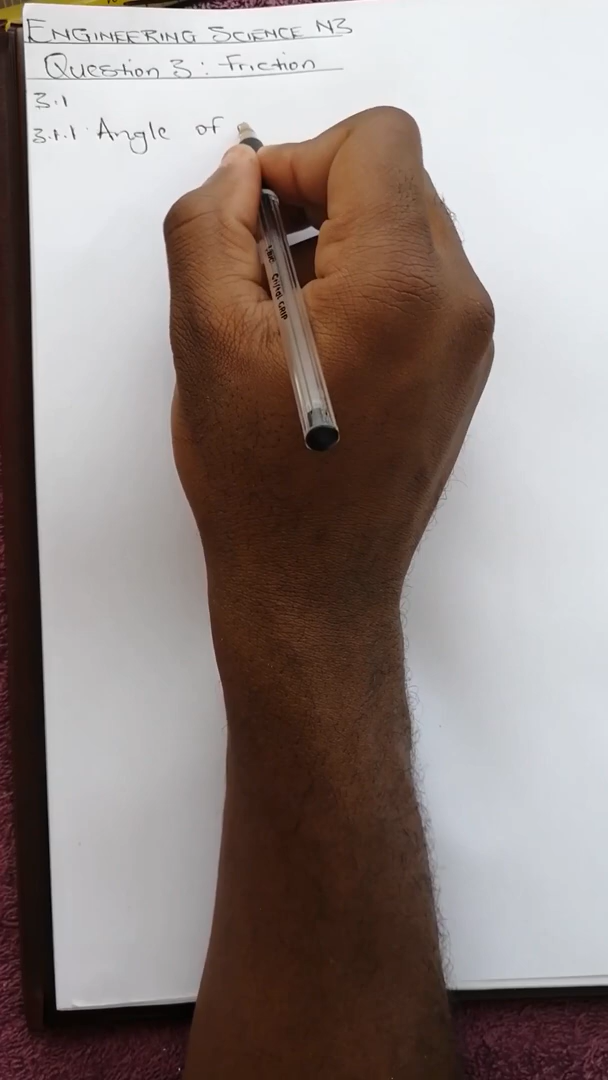 ENGINEERING SCIENCE N3
Question 3: Friction
3.1
3.1.1 Angle of